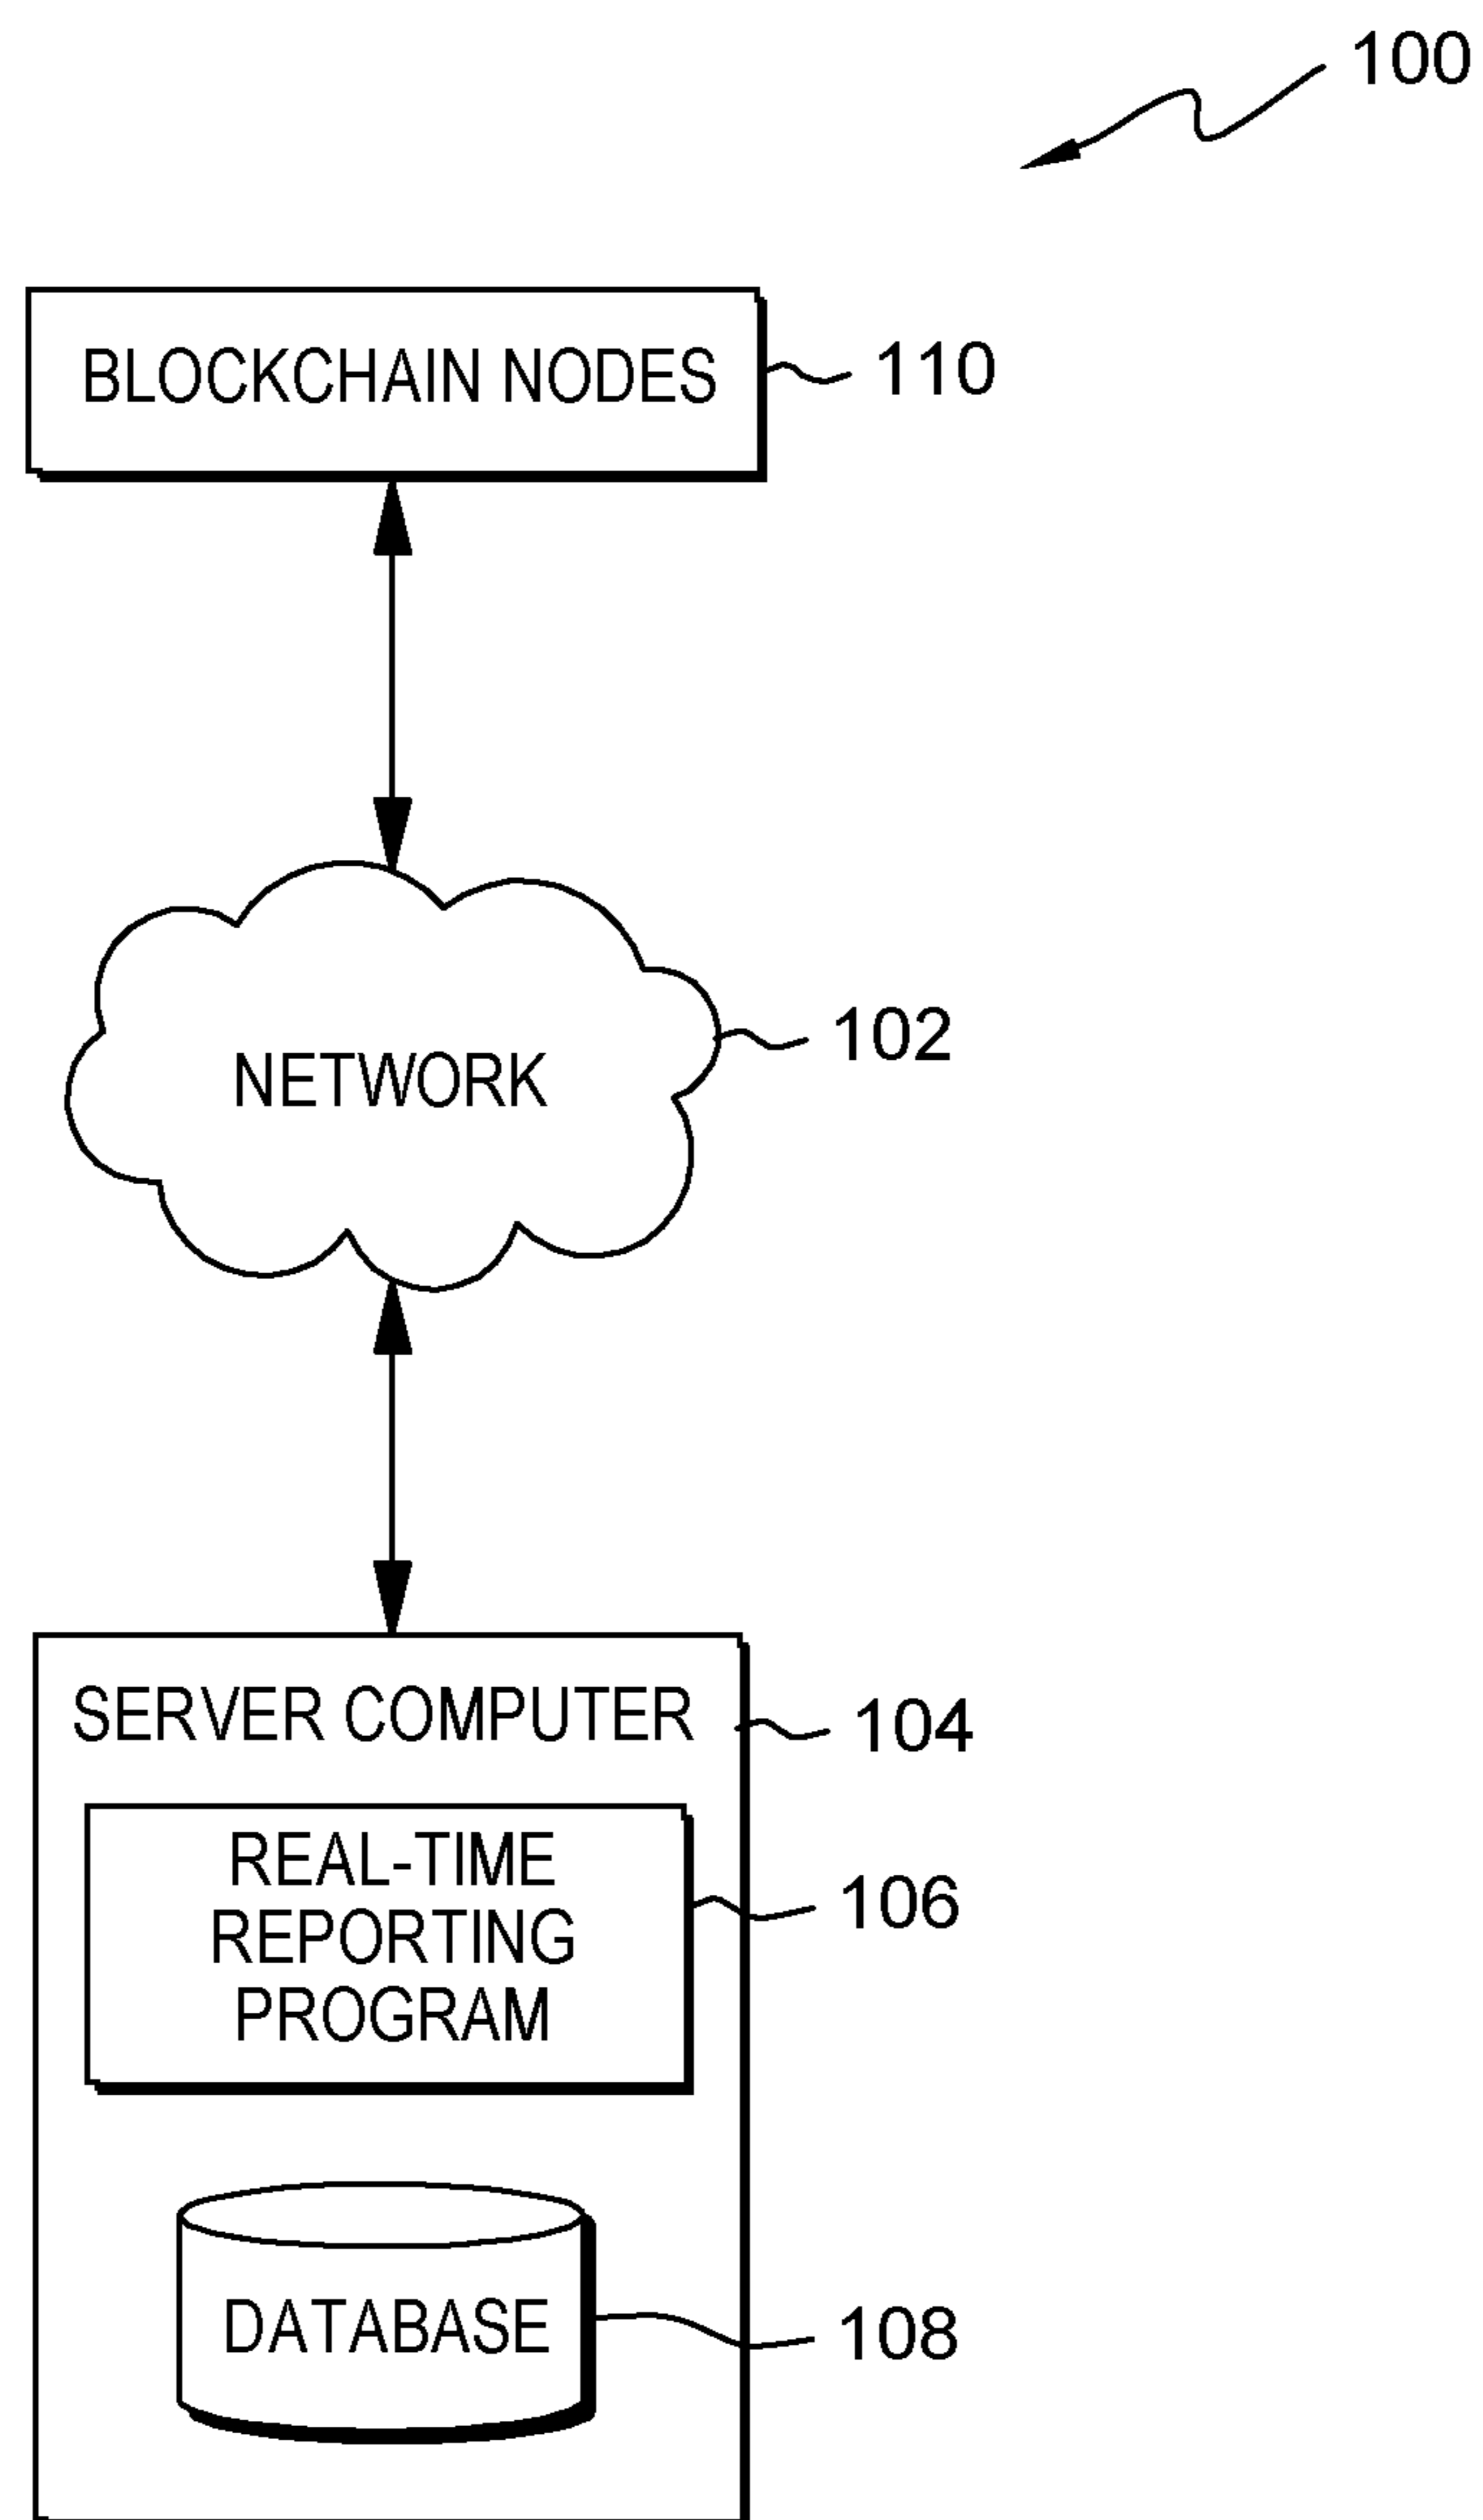 100
BLOCKCHAIN NODES
110
NETWORK
102
SERVER COMPUTER
104
REAL-TIME
REPORTING
PROGRAM
106
DATABASE
108